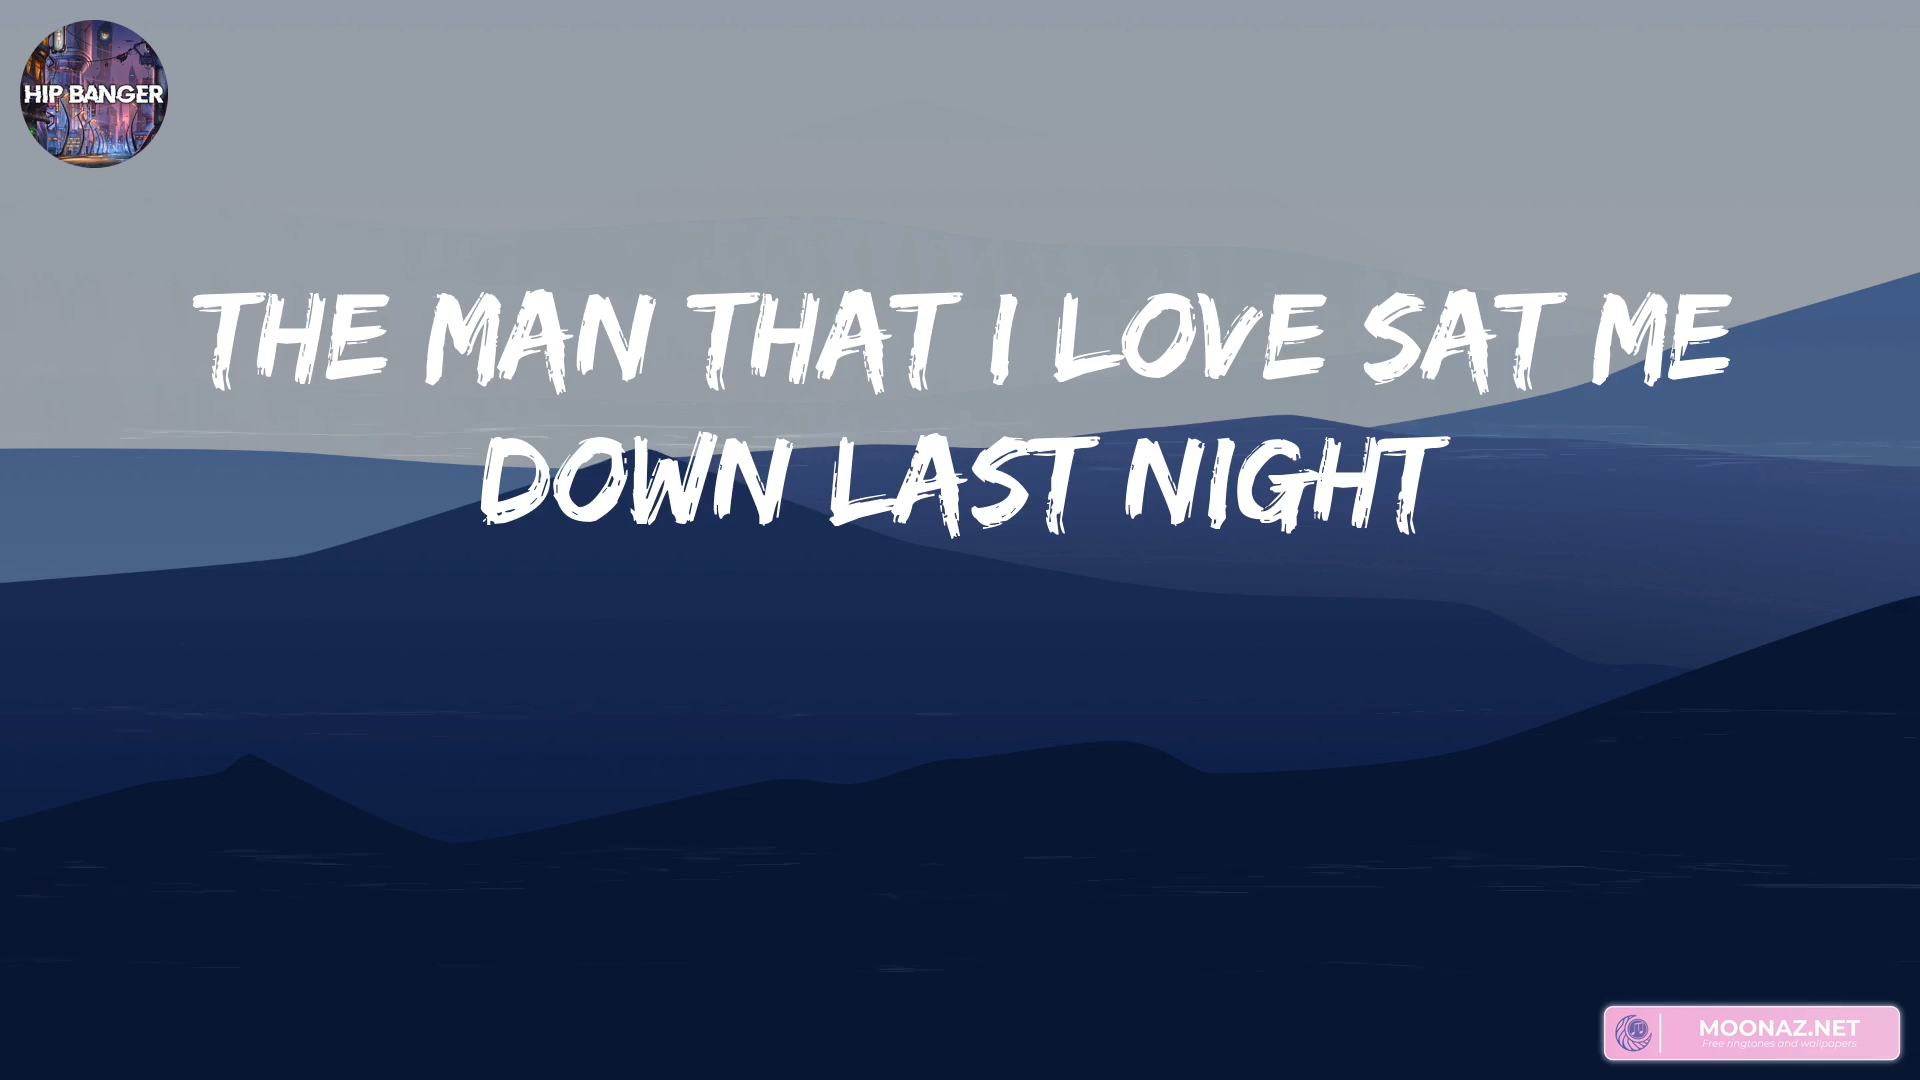 HIP BANGER
THE MAN THAT I LOVE SAT ME
DOWN LAST NIGHT
MOONAZ.NET
Free ringtones and wallpapers